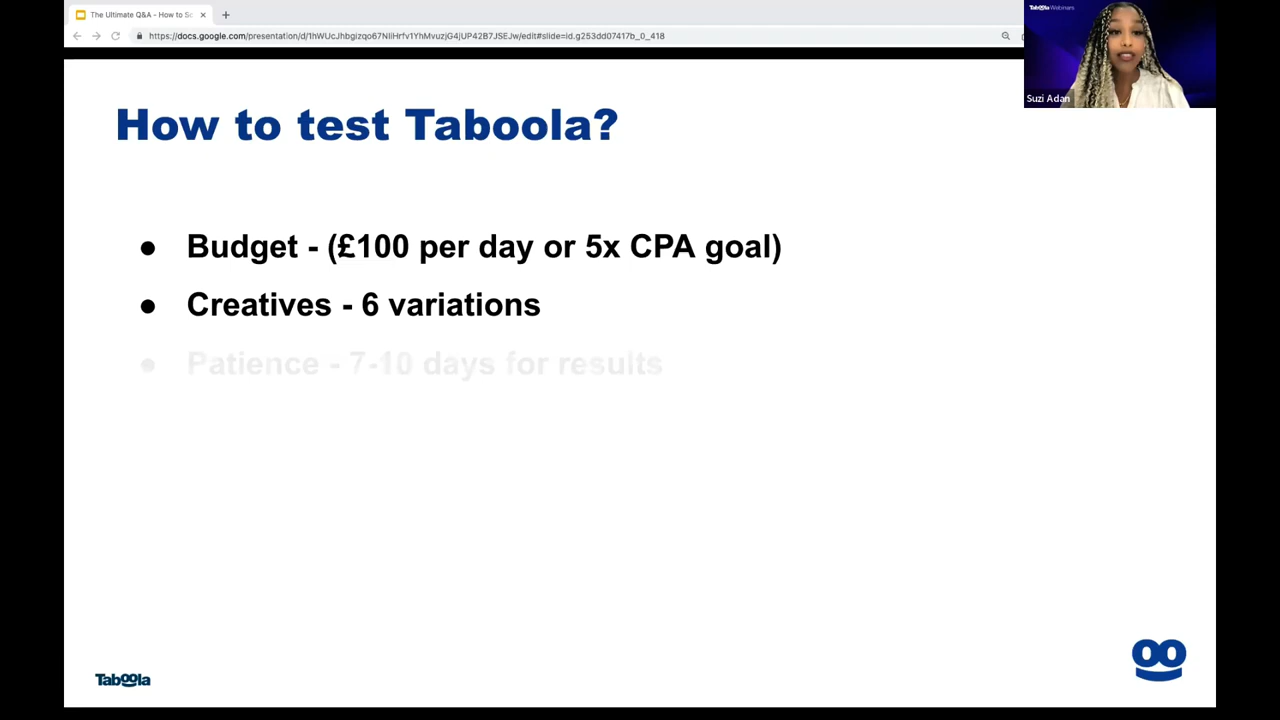 The Ultimate Q&A - How to Sc
https://docs.google.com/presentation/d/1hWUcJhbgizqo67NIiHrfv1YhMvuzjG4jUP42B7JSEJw/edit#slide=id.g253dd07417b_0_418
Taboola Webinars
Suzi Adan
How to test Taboola?
● Budget - (£100 per day or 5x CPA goal)
● Creatives - 6 variations
● Patience - 7-10 days for results
Taboola